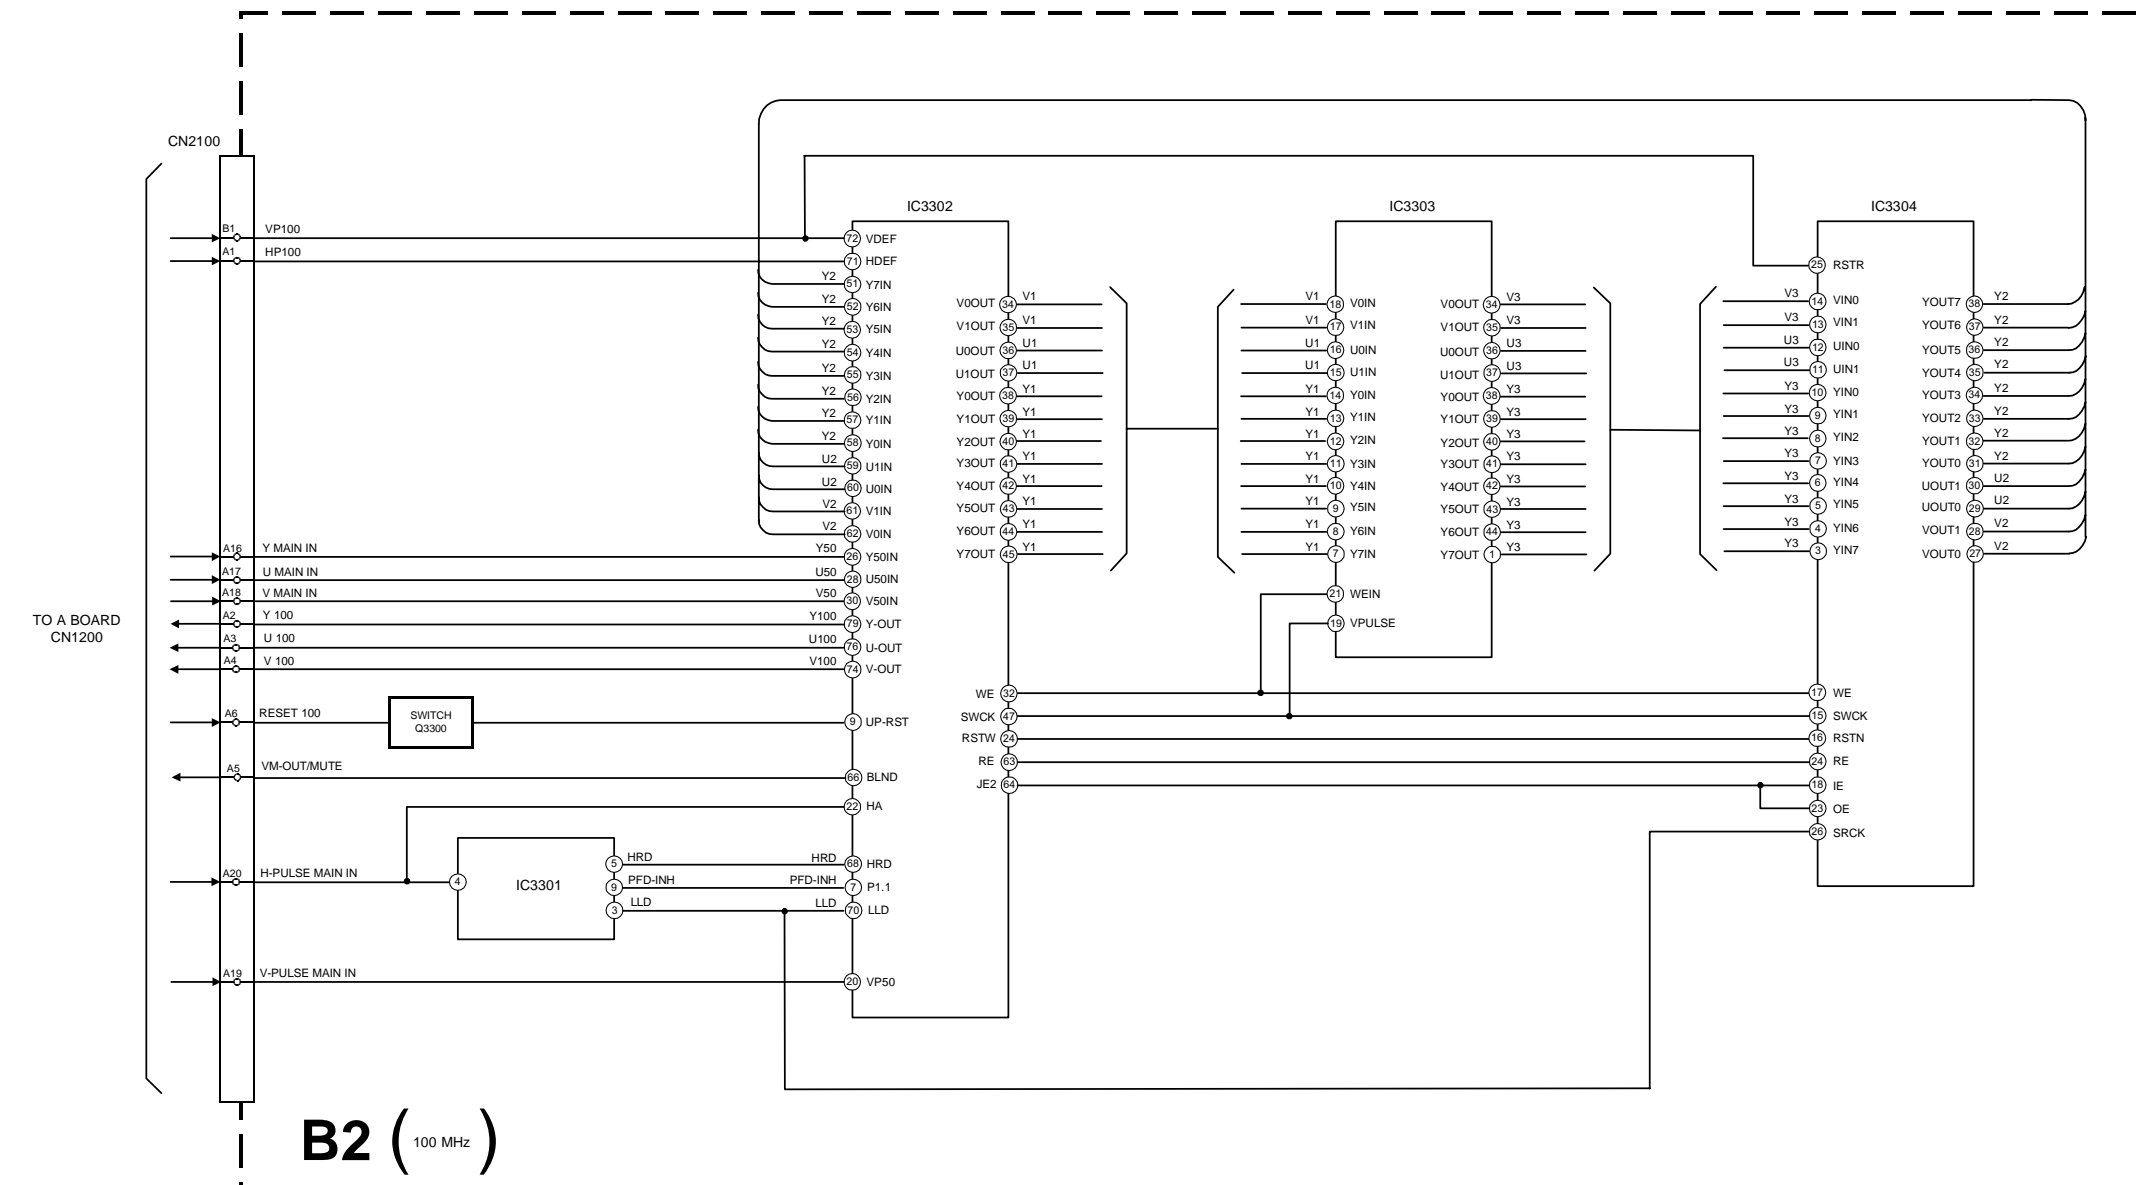 CN2100
TO A BOARD
CN1200
B1 VP100
A1 HP100
A16 Y MAIN IN
A17 U MAIN IN
A18 V MAIN IN
A2 Y 100
A3 U 100
A4 V 100
A6 RESET 100
SWITCH
Q3300
A5 VM-OUT/MUTE
A20 H-PULSE MAIN IN
A19 V-PULSE MAIN IN
4 IC3301
5 HRD
9 PFD-INH
3 LLD
IC3302
72 VDEF
71 HDEF
Y2 51 Y7IN
Y2 52 Y6IN
Y2 53 Y5IN
Y2 54 Y4IN
Y2 55 Y3IN
Y2 56 Y2IN
Y2 57 Y1IN
Y2 58 Y0IN
U2 59 U1IN
U2 60 U0IN
V2 61 V1IN
V2 62 V0IN
Y50 26 Y50IN
U50 28 U50IN
V50 30 V50IN
Y100 79 Y-OUT
U100 76 U-OUT
V100 74 V-OUT
9 UP-RST
66 BLND
22 HA
HRD 68 HRD
PFD-INH 7 P1.1
LLD 70 LLD
20 VP50
V0OUT 34 V1
V1OUT 35 V1
U0OUT 36 U1
U1OUT 37 U1
Y0OUT 38 Y1
Y1OUT 39 Y1
Y2OUT 40 Y1
Y3OUT 41 Y1
Y4OUT 42 Y1
Y5OUT 43 Y1
Y6OUT 44 Y1
Y7OUT 45 Y1
WE 32
SWCK 47
RSTW 24
RE 63
JE2 64
IC3303
V1 18 V0IN
V1 17 V1IN
U1 16 U0IN
U1 15 U1IN
Y1 14 Y0IN
Y1 13 Y1IN
Y1 12 Y2IN
Y1 11 Y3IN
Y1 10 Y4IN
Y1 9 Y5IN
Y1 8 Y6IN
Y1 7 Y7IN
21 WEIN
19 VPULSE
V0OUT 34 V3
V1OUT 35 V3
U0OUT 36 U3
U1OUT 37 U3
Y0OUT 38 Y3
Y1OUT 39 Y3
Y2OUT 40 Y3
Y3OUT 41 Y3
Y4OUT 42 Y3
Y5OUT 43 Y3
Y6OUT 44 Y3
Y7OUT 1 Y3
IC3304
25 RSTR
V3 14 VIN0
V3 13 VIN1
U3 12 UIN0
U3 11 UIN1
Y3 10 YIN0
Y3 9 YIN1
Y3 8 YIN2
Y3 7 YIN3
Y3 6 YIN4
Y3 5 YIN5
Y3 4 YIN6
Y3 3 YIN7
17 WE
15 SWCK
16 RSTN
24 RE
18 IE
23 OE
26 SRCK
YOUT7 38 Y2
YOUT6 37 Y2
YOUT5 36 Y2
YOUT4 35 Y2
YOUT3 34 Y2
YOUT2 33 Y2
YOUT1 32 Y2
YOUT0 31 Y2
UOUT1 30 U2
UOUT0 29 U2
VOUT1 28 V2
VOUT0 27 V2
B2 (100 MHz)